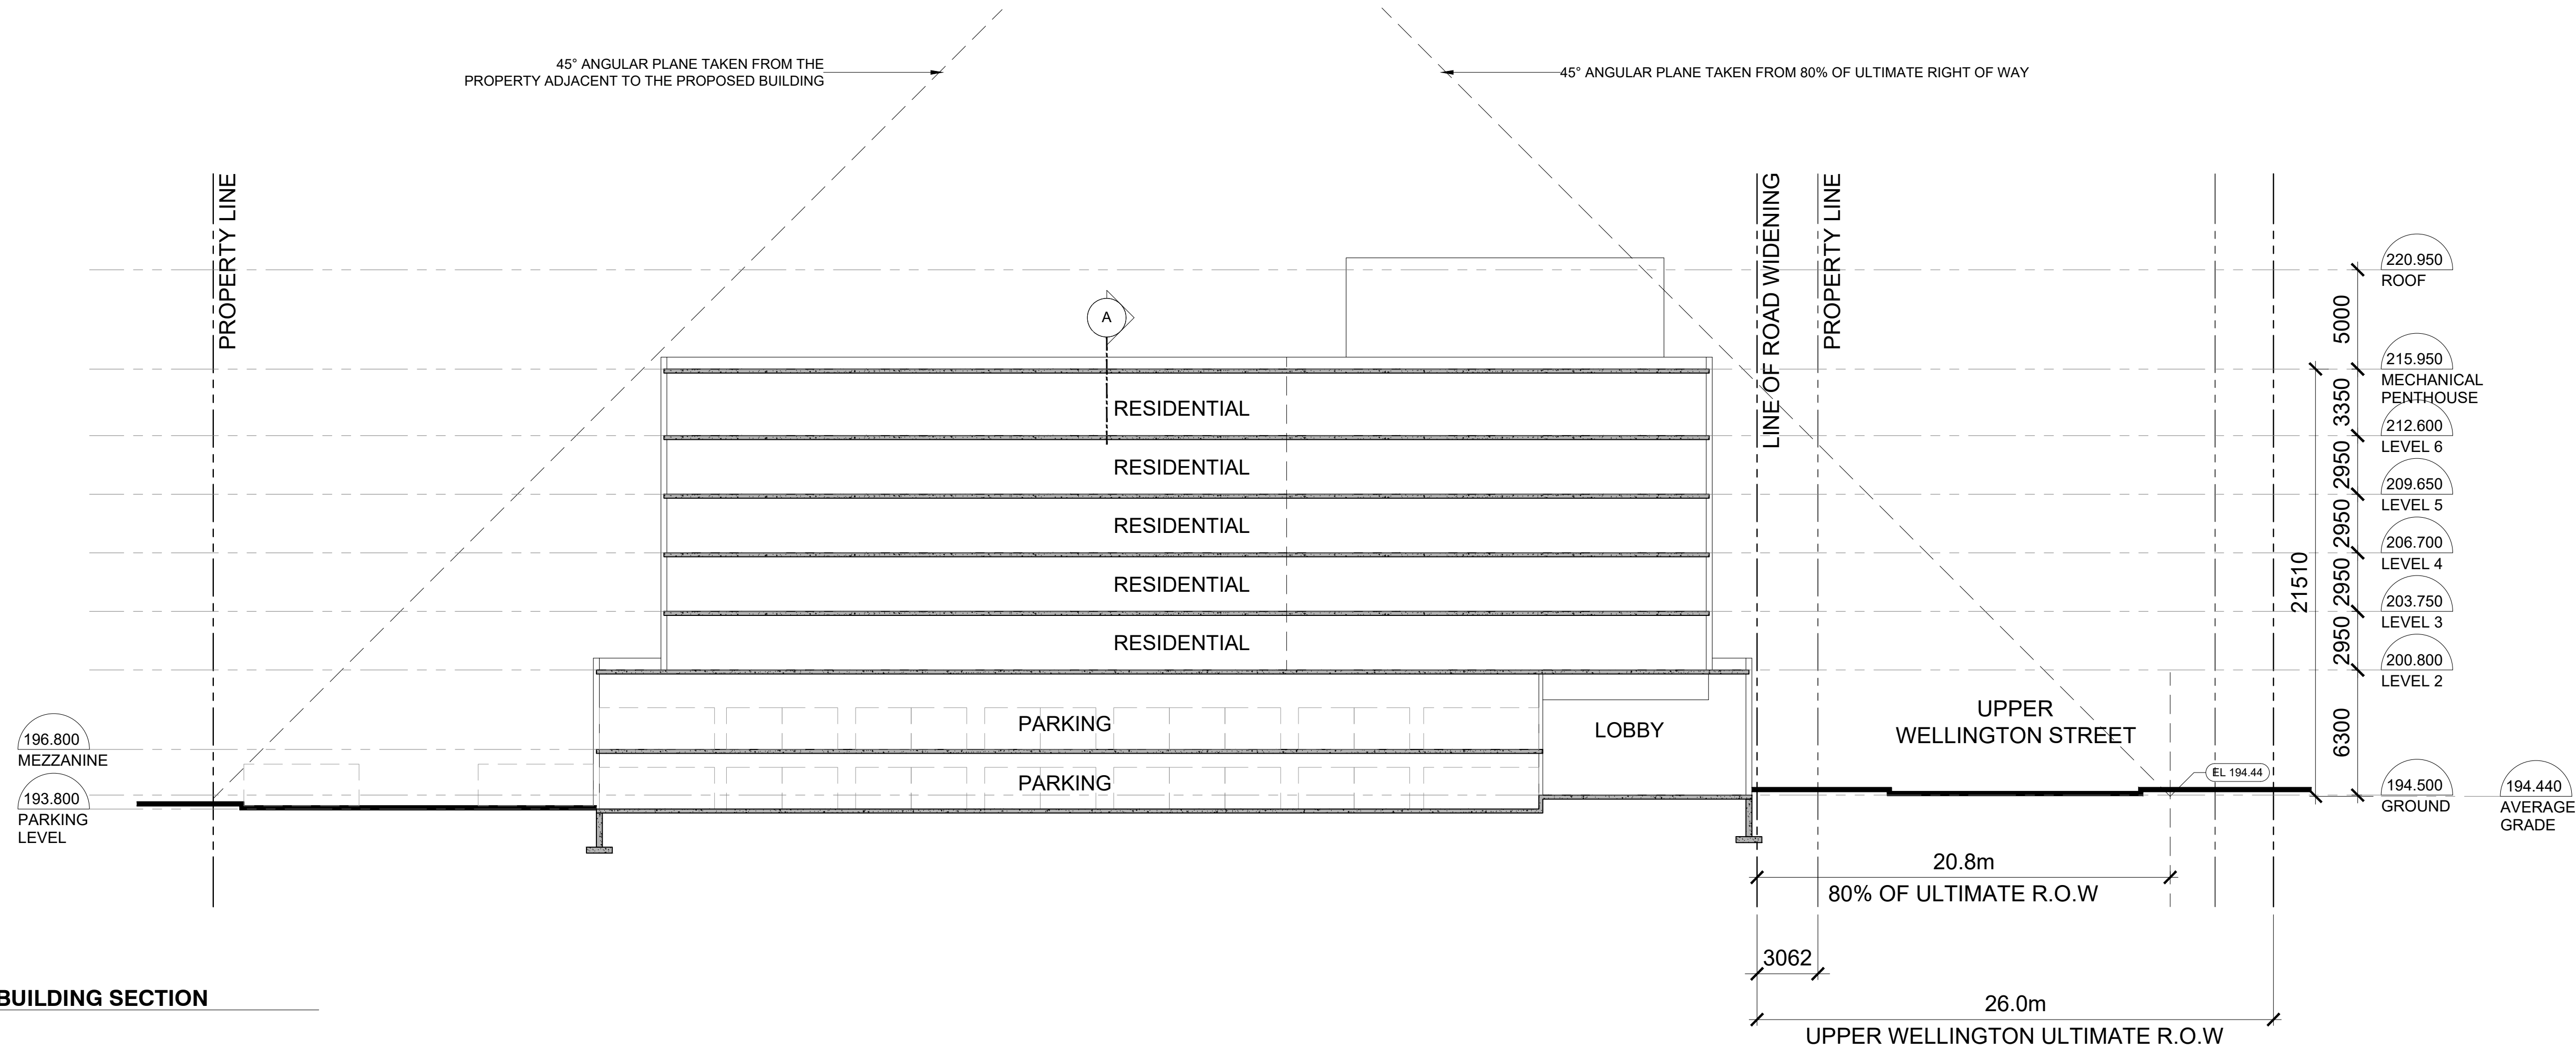 45° ANGULAR PLANE TAKEN FROM THE
PROPERTY ADJACENT TO THE PROPOSED BUILDING
45° ANGULAR PLANE TAKEN FROM 80% OF ULTIMATE RIGHT OF WAY
PROPERTY LINE
LINE OF ROAD WIDENING
PROPERTY LINE
A
RESIDENTIAL
RESIDENTIAL
RESIDENTIAL
RESIDENTIAL
RESIDENTIAL
PARKING
PARKING
LOBBY
UPPER
WELLINGTON STREET
EL 194.44
196.800
MEZZANINE
193.800
PARKING
LEVEL
220.950
ROOF
5000
215.950
MECHANICAL
PENTHOUSE
3350
212.600
LEVEL 6
2950
209.650
LEVEL 5
2950
206.700
LEVEL 4
2950
203.750
LEVEL 3
2950
200.800
LEVEL 2
21510
6300
194.500
GROUND
194.440
AVERAGE
GRADE
20.8m
80% OF ULTIMATE R.O.W
3062
26.0m
UPPER WELLINGTON ULTIMATE R.O.W
BUILDING SECTION